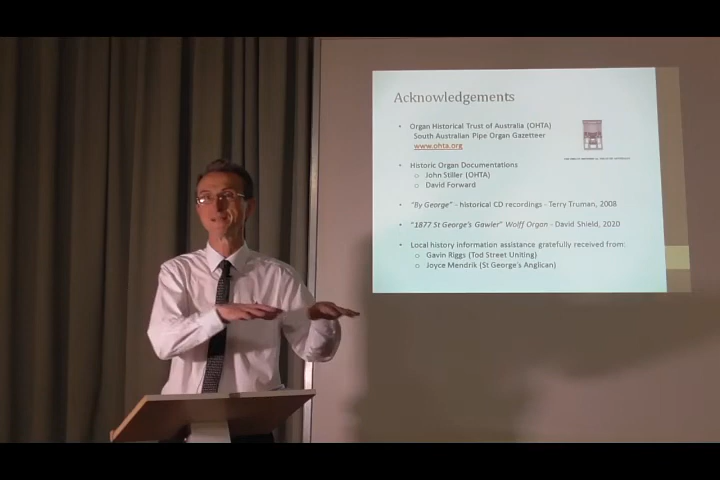 Acknowledgements
• Organ Historical Trust of Australia (OHTA)
South Australian Pipe Organ Gazetteer
www.ohta.org
• Historic Organ Documentations
○ John Stiller (OHTA)
○ David Forward
• "By George" - historical CD recordings - Terry Truman, 2008
• "1877 St George's Gawler" Wolff Organ - David Shield, 2020
• Local history information assistance gratefully received from:
○ Gavin Riggs (Tod Street Uniting)
○ Joyce Mendrik (St George's Anglican)